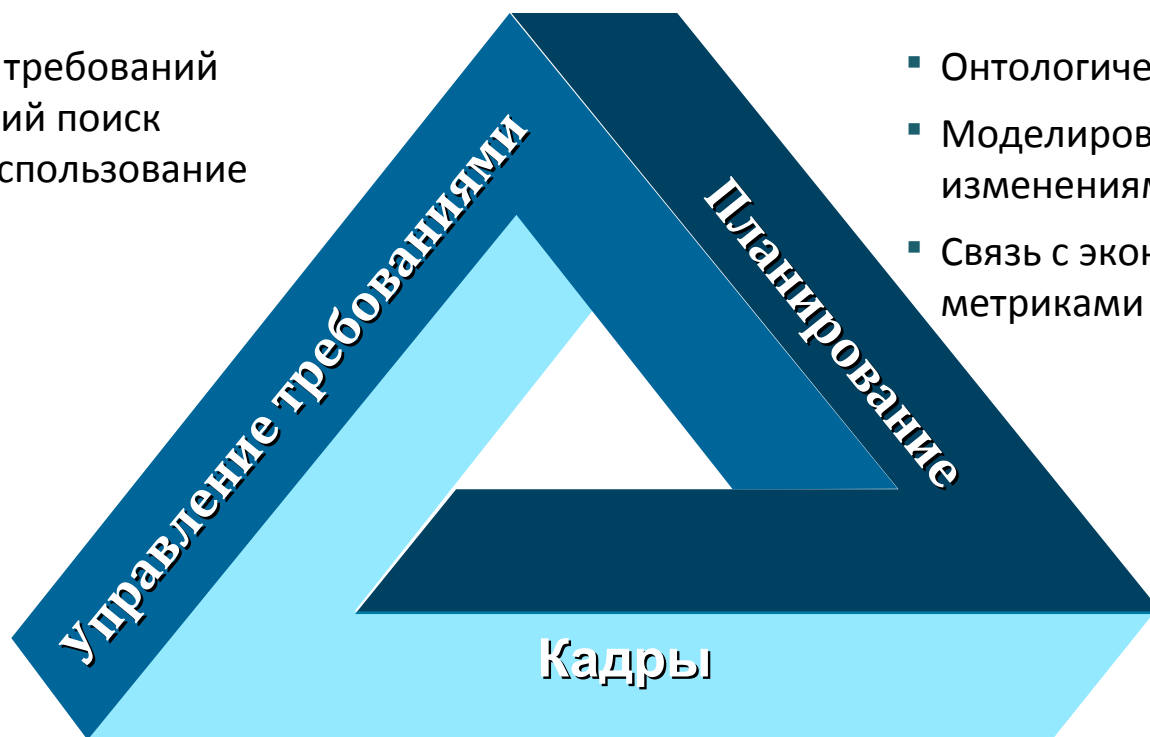 требований
ий поиск
спользование
Онтологиче
Моделиров
изменениям
Связь с экон
метриками
Управление требованиями
Планирование
Кадры